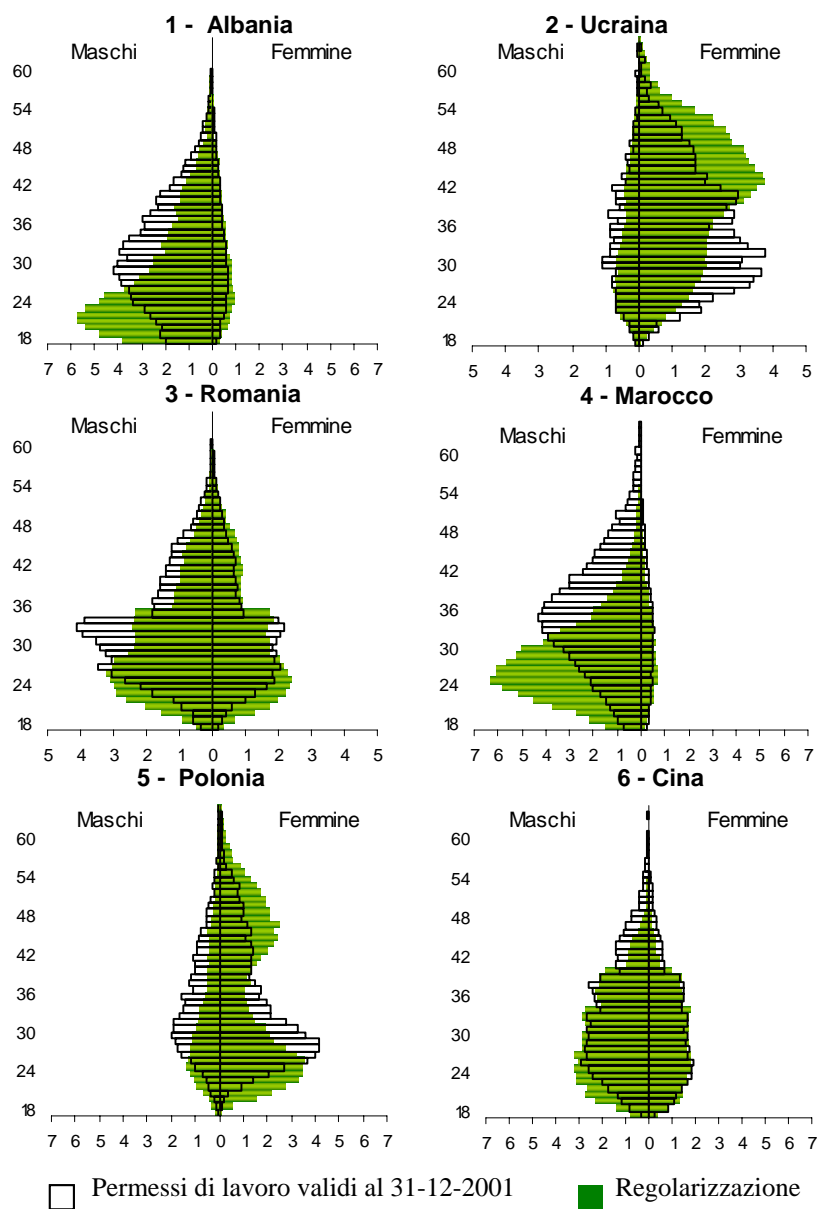 1 - Albania 2 - Ucraina
Maschi Femmine Maschi Femmine
60 60
54 54
48 48
42 42
36 36
30 30
24 24
18 18
7 6 5 4 3 2 1 0 1 2 3 4 5 6 7 5 4 3 2 1 0 1 2 3 4 5
3 - Romania 4 - Marocco
Maschi Femmine Maschi Femmine
60 60
54 54
48 48
42 42
36 36
30 30
24 24
18 18
5 4 3 2 1 0 1 2 3 4 5 7 6 5 4 3 2 1 0 1 2 3 4 5 6 7
5 - Polonia 6 - Cina
Maschi Femmine Maschi Femmine
60 60
54 54
48 48
42 42
36 36
30 30
24 24
18 18
7 6 5 4 3 2 1 0 1 2 3 4 5 6 7 7 6 5 4 3 2 1 0 1 2 3 4 5 6 7
Permessi di lavoro validi al 31-12-2001 Regolarizzazione